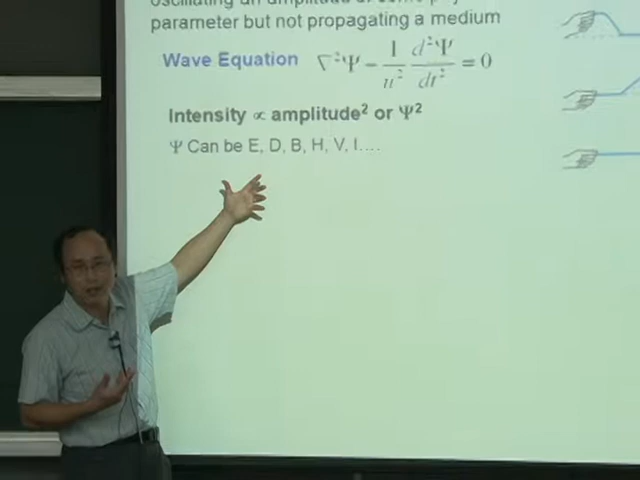 parameter but not propagating a medium
Wave Equation ∇²Ψ − 1/u² d²Ψ/dt² = 0
Intensity ∝ amplitude² or Ψ²
Ψ Can be E, D, B, H, V, I....